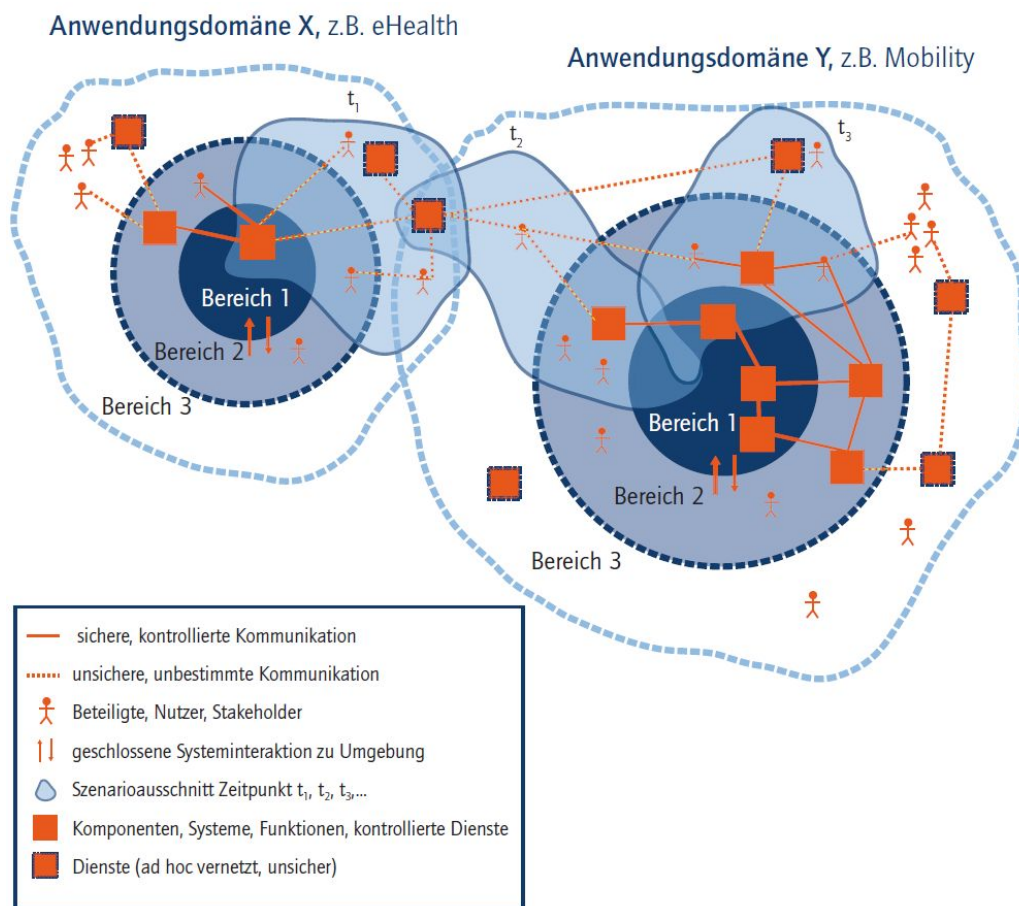 Anwendungsdomäne X, z.B. eHealth
Anwendungsdomäne Y, z.B. Mobility
t₁
t₂
t₃
Bereich 1
Bereich 2
Bereich 3
Bereich 1
Bereich 2
Bereich 3
sichere, kontrollierte Kommunikation
unsichere, unbestimmte Kommunikation
Beteiligte, Nutzer, Stakeholder
geschlossene Systeminteraktion zu Umgebung
Szenarioausschnitt Zeitpunkt t₁, t₂, t₃,...
Komponenten, Systeme, Funktionen, kontrollierte Dienste
Dienste (ad hoc vernetzt, unsicher)